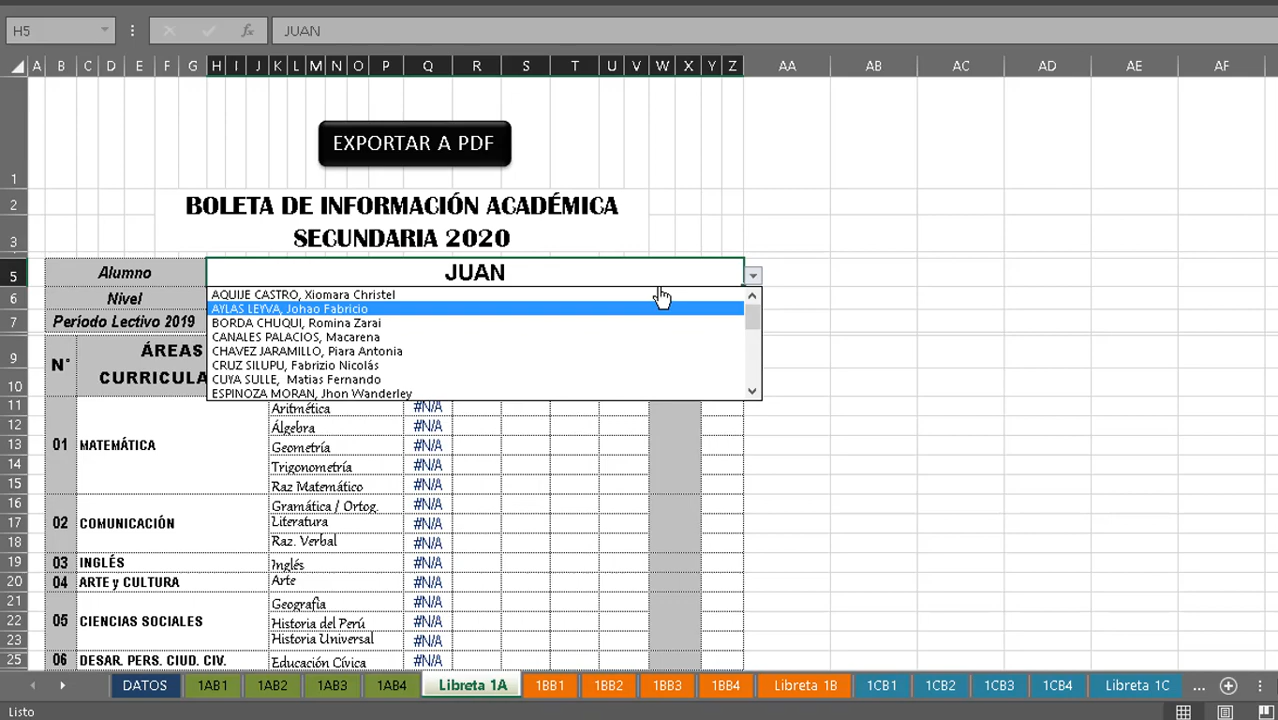 H5 fx JUAN
A B C D E F G H I J K L M N O P Q R S T U V W X Y Z AA AB AC AD AE AF
EXPORTAR A PDF
1
2 BOLETA DE INFORMACIÓN ACADÉMICA
3 SECUNDARIA 2020
5 Alumno JUAN
6 Nivel
7 Período Lectivo 2019
AQUIJE CASTRO, Xiomara Christel
AYLAS LEYVA, Johao Fabricio
BORDA CHUQUI, Romina Zarai
CANALES PALACIOS, Macarena
CHAVEZ JARAMILLO, Piara Antonia
CRUZ SILUPU, Fabrizio Nicolás
CUYA SULLE, Matias Fernando
ESPINOZA MORAN, Jhon Wanderley
9 N° ÁREAS
10 CURRICULA
11 Aritmética #N/A
12 Álgebra #N/A
13 01 MATEMÁTICA Geometría #N/A
14 Trigonometría #N/A
15 Raz Matemático #N/A
16 Gramática / Ortog. #N/A
17 02 COMUNICACIÓN Literatura #N/A
18 Raz. Verbal #N/A
19 03 INGLÉS Inglés #N/A
20 04 ARTE y CULTURA Arte #N/A
21 Geografía #N/A
22 05 CIENCIAS SOCIALES Historia del Perú #N/A
23 Historia Universal #N/A
25 06 DESAR. PERS. CIUD. CIV. Educación Cívica #N/A
DATOS 1AB1 1AB2 1AB3 1AB4 Libreta 1A 1BB1 1BB2 1BB3 1BB4 Libreta 1B 1CB1 1CB2 1CB3 1CB4 Libreta 1C ...
Listo